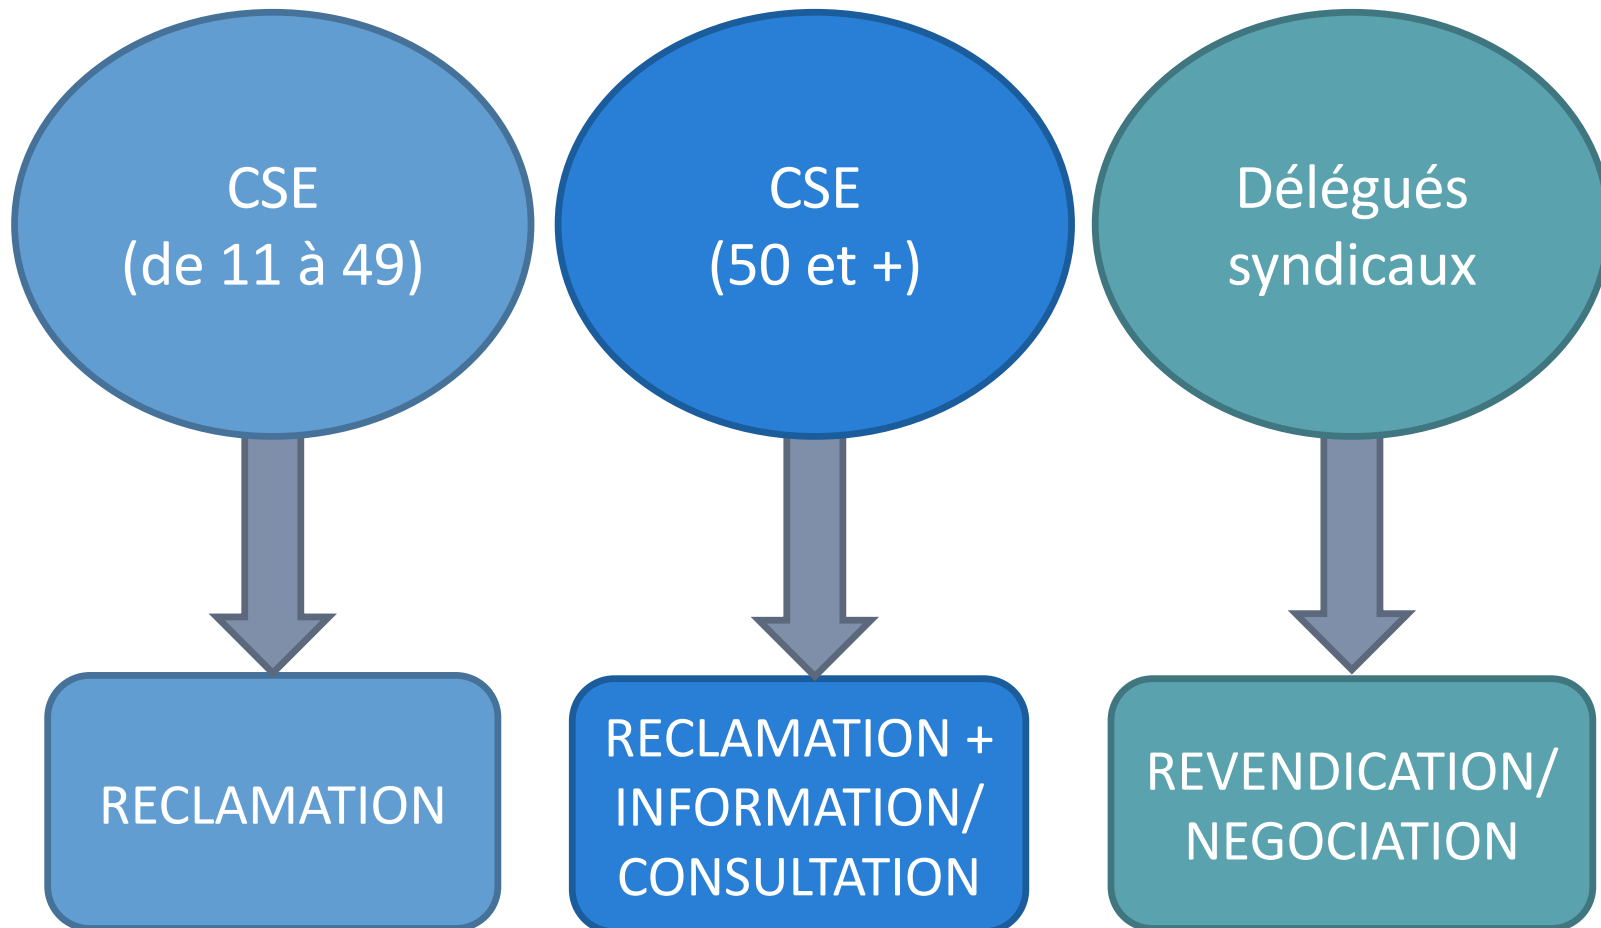 CSE
(de 11 à 49)
CSE
(50 et +)
Délégués
syndicaux
RECLAMATION
RECLAMATION +
INFORMATION/
CONSULTATION
REVENDICATION/
NEGOCIATION